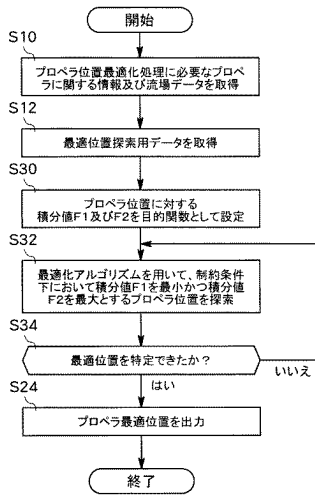 開始
S10
プロペラ位置最適化処理に必要なプロペ
ラに関する情報及び流場データを取得
S12
最適位置探索用データを取得
S30
プロペラ位置に対する
積分値F1及びF2を目的関数として設定
S32
最適化アルゴリズムを用いて、制約条件
下において積分値F1を最小かつ積分値
F2を最大とするプロペラ位置を探索
S34
最適位置を特定できたか？
いいえ
はい
S24
プロペラ最適位置を出力
終了